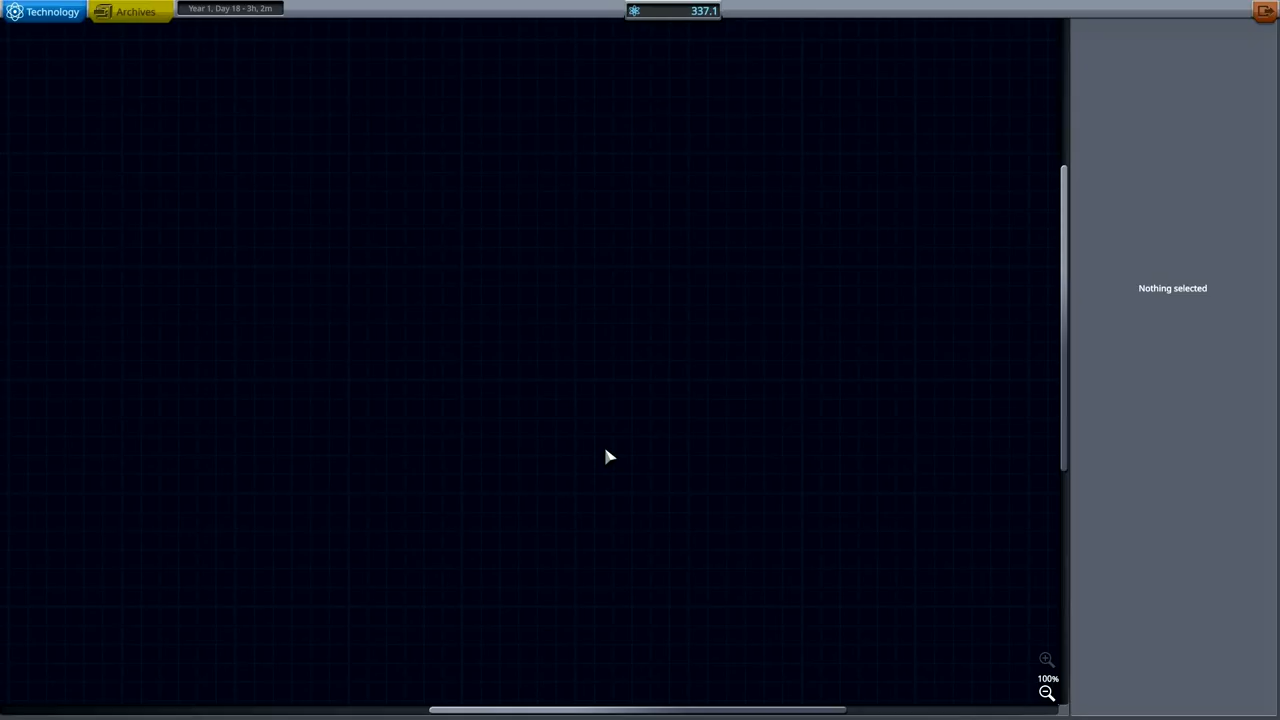 Technology
Archives
Year 1, Day 18 - 3h, 2m
337.1
Nothing selected
100%